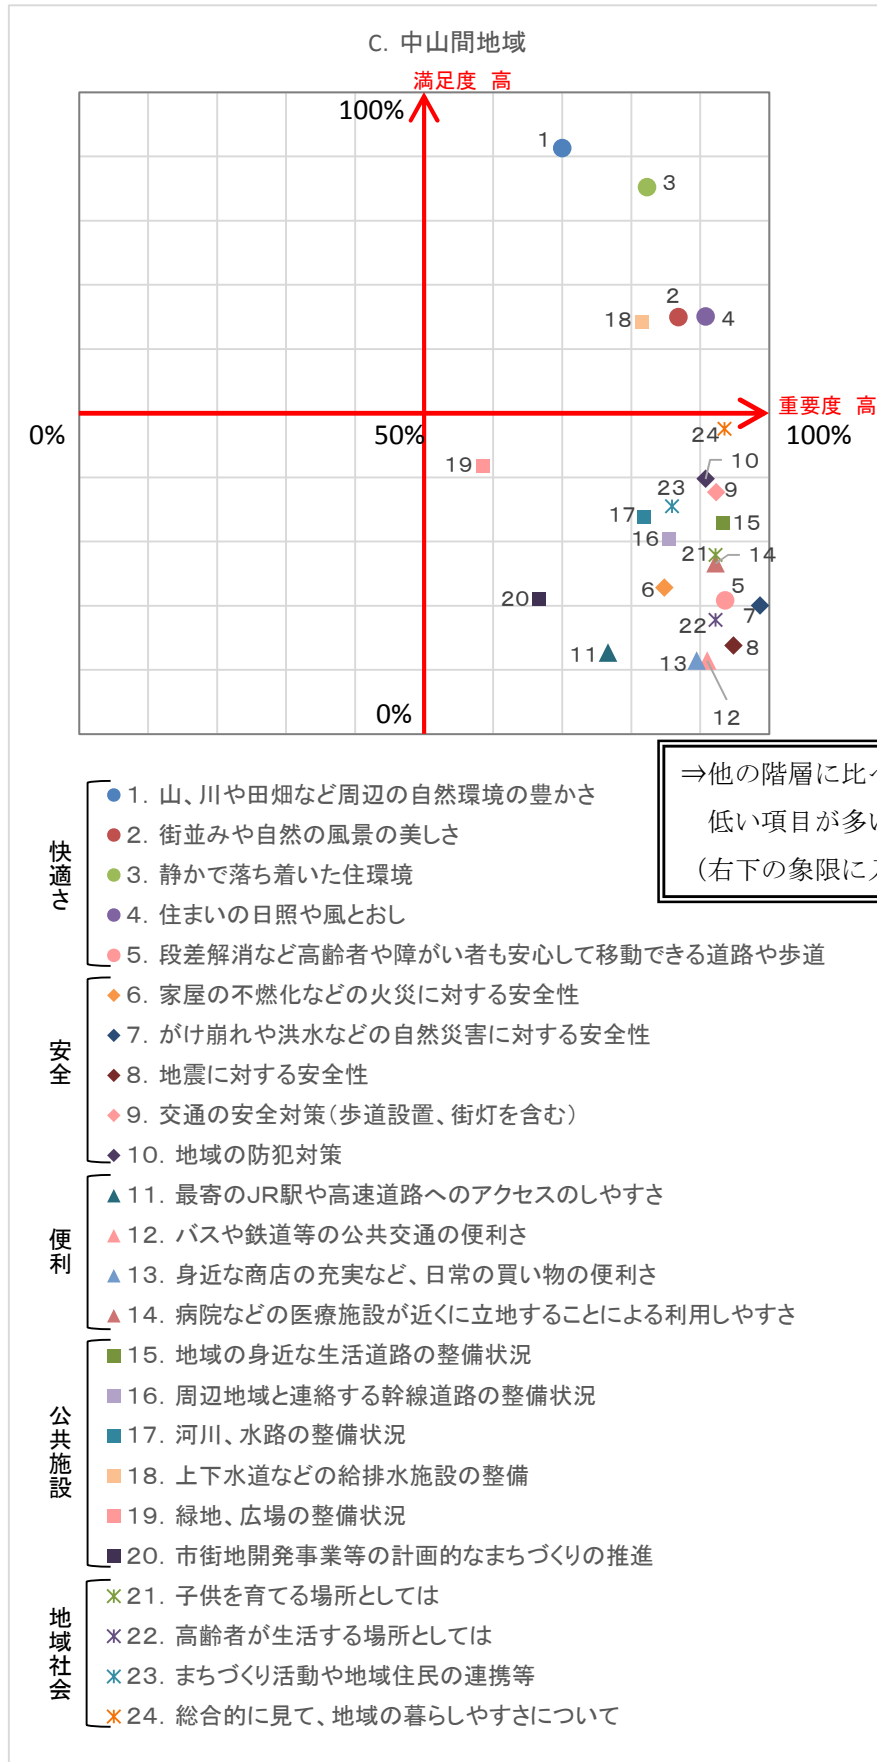 C. 中山間地域
満足度 高
100%
1
3
2
18
4
重要度 高
0%
50%
100%
24
19
10
23
9
17
15
16
21
14
6
5
20
7
22
11
8
13
12
0%
⇒他の階層に比べ
低い項目が多い
（右下の象限に入
快適さ
1. 山、川や田畑など周辺の自然環境の豊かさ
2. 街並みや自然の風景の美しさ
3. 静かで落ち着いた住環境
4. 住まいの日照や風とおし
5. 段差解消など高齢者や障がい者も安心して移動できる道路や歩道
安全
6. 家屋の不燃化などの火災に対する安全性
7. がけ崩れや洪水などの自然災害に対する安全性
8. 地震に対する安全性
9. 交通の安全対策（歩道設置、街灯を含む）
10. 地域の防犯対策
便利
11. 最寄のJR駅や高速道路へのアクセスのしやすさ
12. バスや鉄道等の公共交通の便利さ
13. 身近な商店の充実など、日常の買い物の便利さ
14. 病院などの医療施設が近くに立地することによる利用しやすさ
公共施設
15. 地域の身近な生活道路の整備状況
16. 周辺地域と連絡する幹線道路の整備状況
17. 河川、水路の整備状況
18. 上下水道などの給排水施設の整備
19. 緑地、広場の整備状況
20. 市街地開発事業等の計画的なまちづくりの推進
地域社会
21. 子供を育てる場所としては
22. 高齢者が生活する場所としては
23. まちづくり活動や地域住民の連携等
24. 総合的に見て、地域の暮らしやすさについて